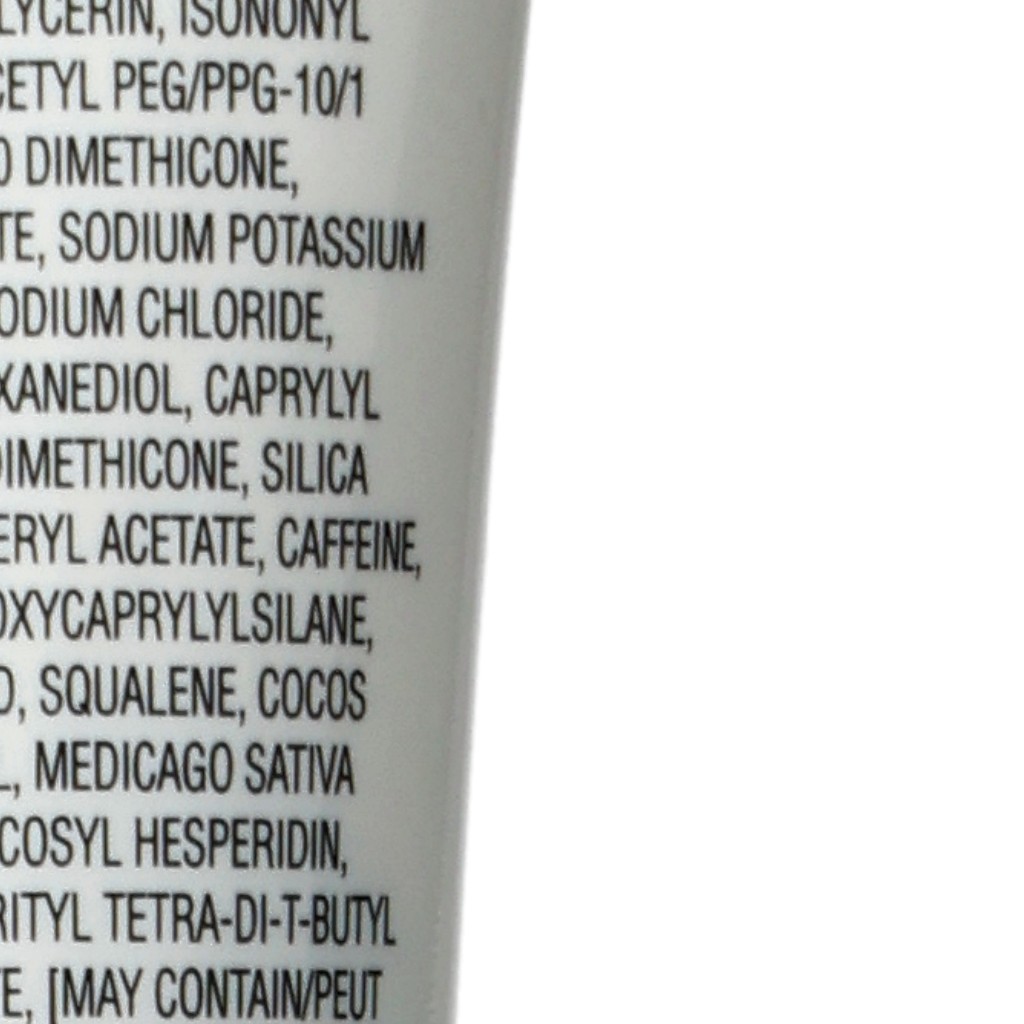 LYCERIN, ISONONYL
CETYL PEG/PPG-10/1
DIMETHICONE,
TE, SODIUM POTASSIUM
ODIUM CHLORIDE,
XANEDIOL, CAPRYLYL
DIMETHICONE, SILICA
ERYL ACETATE, CAFFEINE,
OXYCAPRYLYLSILANE,
D, SQUALENE, COCOS
L, MEDICAGO SATIVA
COSYL HESPERIDIN,
RITYL TETRA-DI-T-BUTYL
E, [MAY CONTAIN/PEUT